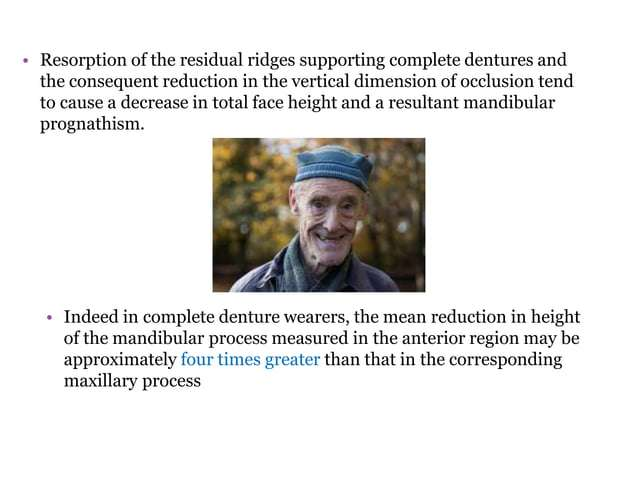 • Resorption of the residual ridges supporting complete dentures and
the consequent reduction in the vertical dimension of occlusion tend
to cause a decrease in total face height and a resultant mandibular
prognathism.
• Indeed in complete denture wearers, the mean reduction in height
of the mandibular process measured in the anterior region may be
approximately four times greater than that in the corresponding
maxillary process